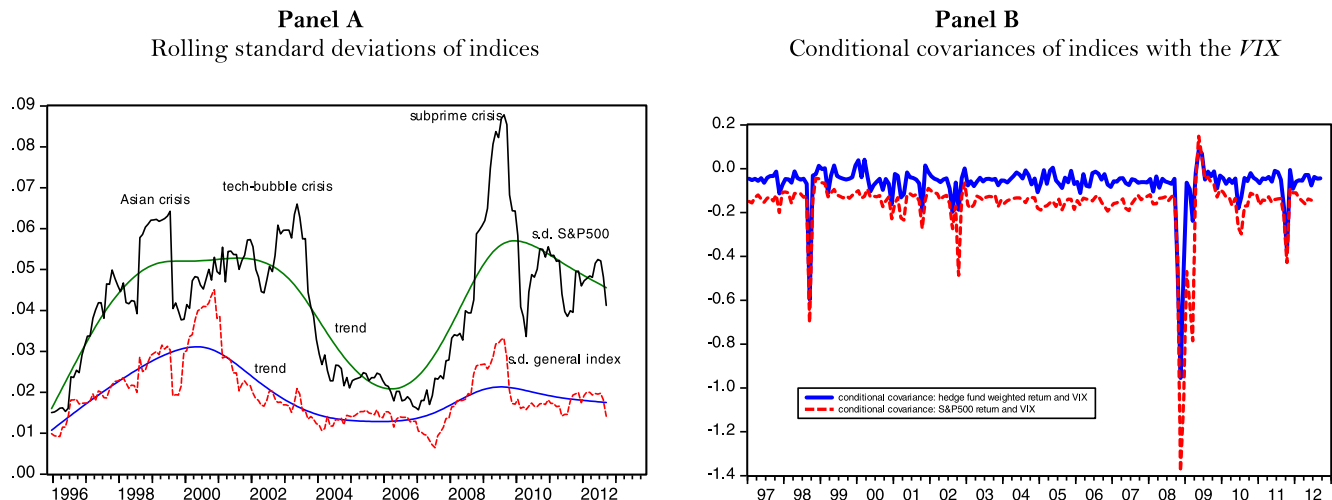 Panel A
Rolling standard deviations of indices
.09
.08
.07
.06
.05
.04
.03
.02
.01
.00
subprime crisis
tech-bubble crisis
Asian crisis
s.d. S&P500
trend
s.d. general index
trend
1996 1998 2000 2002 2004 2006 2008 2010 2012
Panel B
Conditional covariances of indices with the VIX
0.2
0.0
-0.2
-0.4
-0.6
-0.8
-1.0
-1.2
-1.4
conditional covariance: hedge fund weighted return and VIX
conditional covariance: S&P500 return and VIX
97 98 99 00 01 02 03 04 05 06 07 08 09 10 11 12